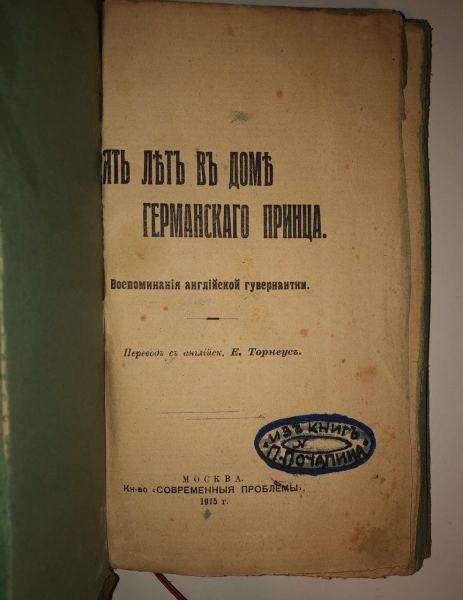 ЯТЬ ЛѢТЪ ВЪ ДОМѢ
ГЕРМАНСКАГО ПРИНЦА.
Воспоминанія англійской гувернантки.
Переводъ съ англійск. Е. Торнеусъ.
ИЗЪ КНИГЪ
П. ПОЧАЛИНА
МОСКВА.
Кн-во «СОВРЕМЕННЫЯ ПРОБЛЕМЫ».
1915 г.